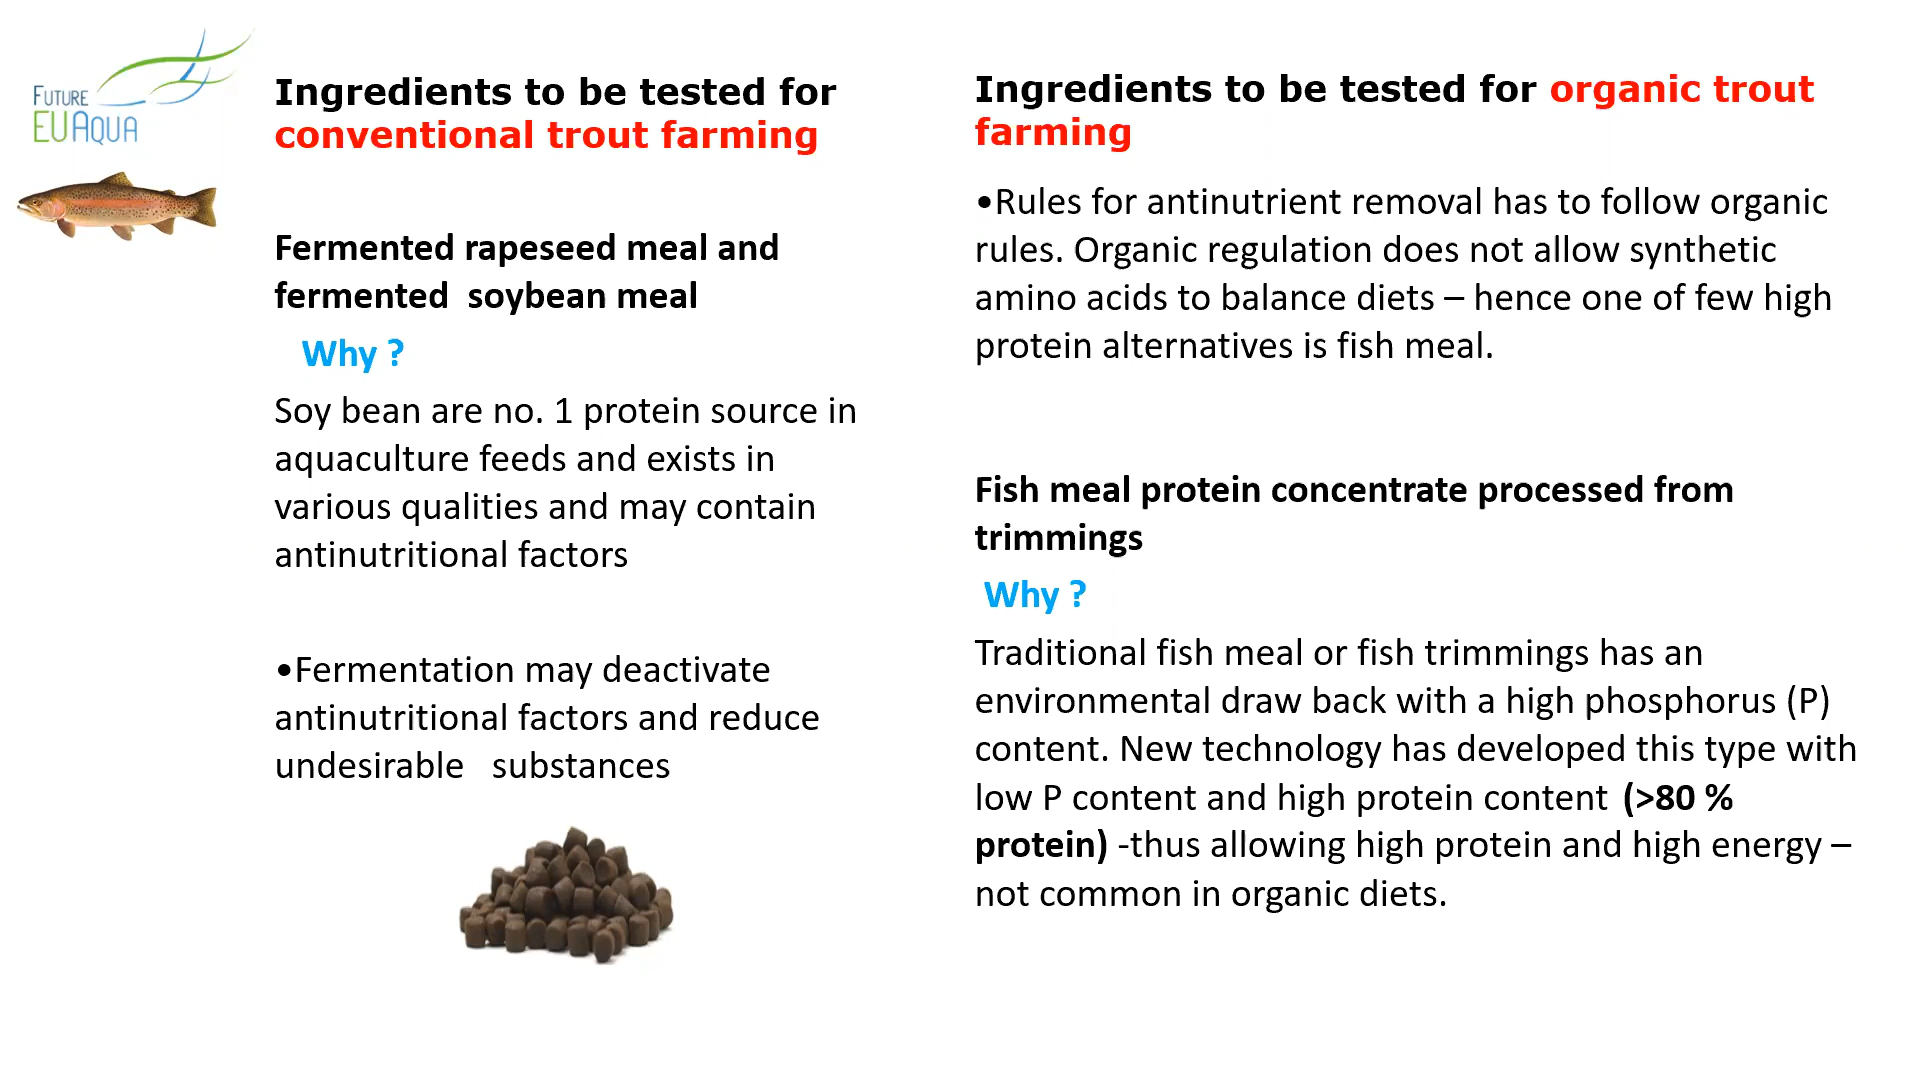 FUTURE
EUAQUA
Ingredients to be tested for
conventional trout farming
Fermented rapeseed meal and
fermented  soybean meal
Why ?
Soy bean are no. 1 protein source in
aquaculture feeds and exists in
various qualities and may contain
antinutritional factors
•Fermentation may deactivate
antinutritional factors and reduce
undesirable   substances
Ingredients to be tested for organic trout
farming
•Rules for antinutrient removal has to follow organic
rules. Organic regulation does not allow synthetic
amino acids to balance diets – hence one of few high
protein alternatives is fish meal.
Fish meal protein concentrate processed from
trimmings
Why ?
Traditional fish meal or fish trimmings has an
environmental draw back with a high phosphorus (P)
content. New technology has developed this type with
low P content and high protein content (>80 %
protein) -thus allowing high protein and high energy –
not common in organic diets.